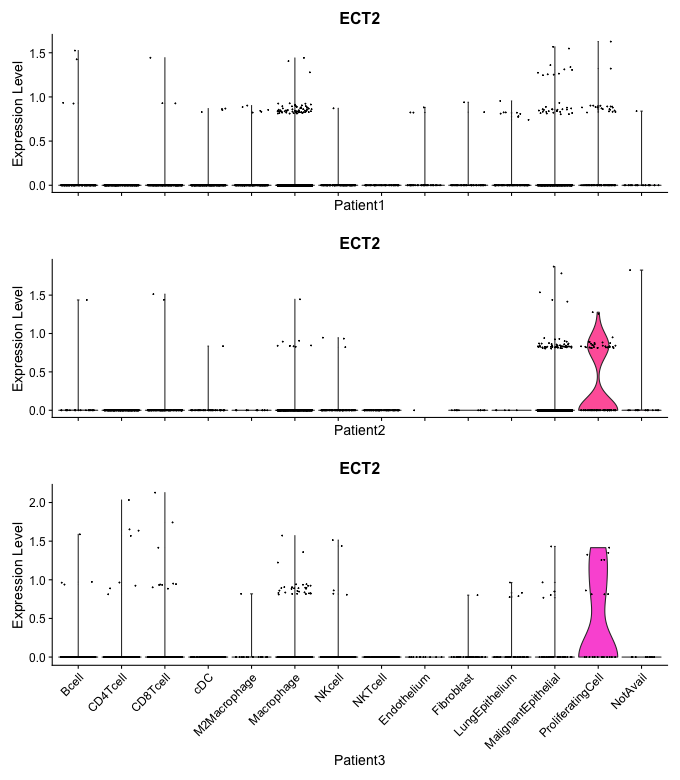 ECT2
Expression Level
1.5
1.0
0.5
0.0
Patient1
ECT2
Expression Level
1.5
1.0
0.5
0.0
Patient2
ECT2
Expression Level
2.0
1.5
1.0
0.5
0.0
Bcell
CD4Tcell
CD8Tcell
cDC
M2Macrophage
Macrophage
NKcell
NKTcell
Endothelium
Fibroblast
LungEpithelium
MalignantEpithelial
ProliferatingCell
NotAvail
Patient3